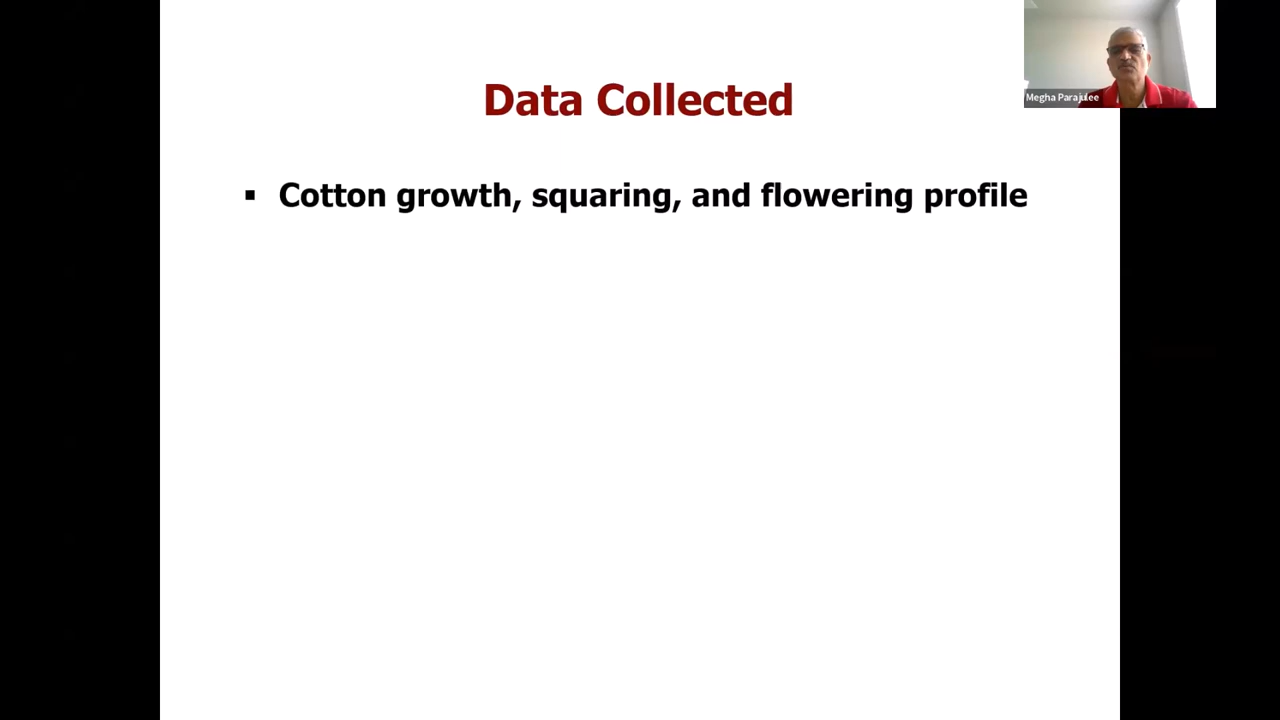 Data Collected
Megha Parajulee
▪ Cotton growth, squaring, and flowering profile